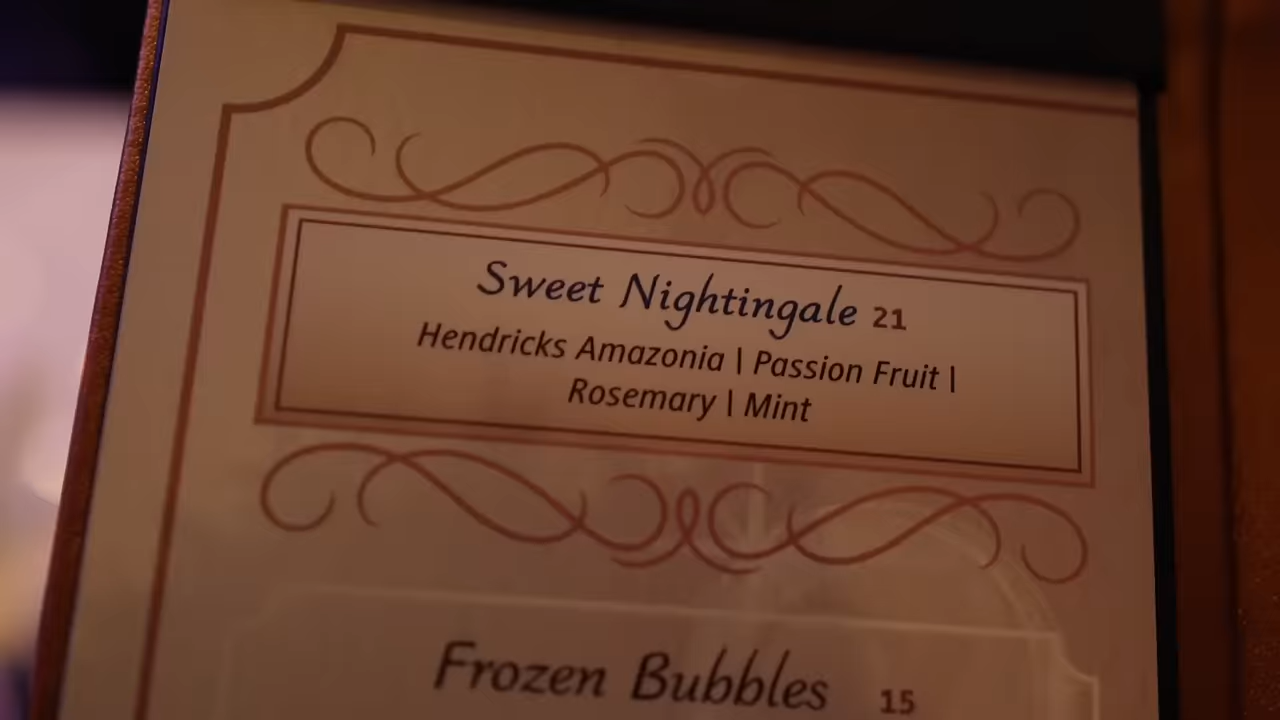 Sweet Nightingale 21
Hendricks Amazonia | Passion Fruit |
Rosemary | Mint
Frozen Bubbles 15